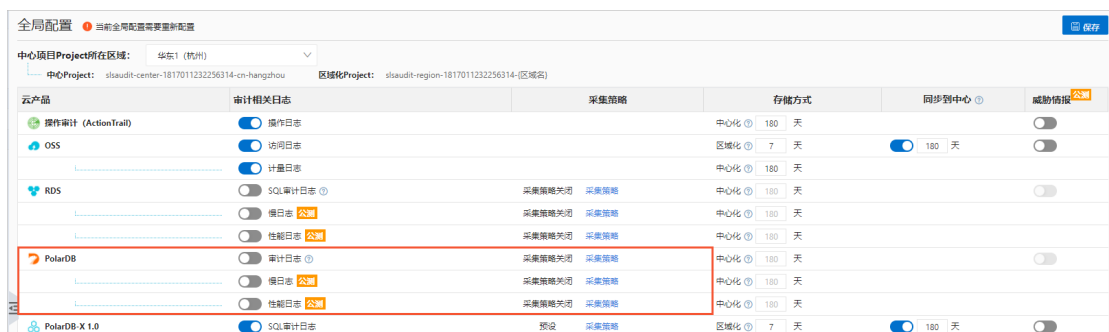 全局配置 当前全局配置需要重新配置 保存
中心项目Project所在区域： 华东1（杭州）
中心Project： slsaudit-center-1817011232256314-cn-hangzhou 区域化Project： slsaudit-region-1817011232256314-{区域名}
云产品 审计相关日志 采集策略 存储方式 同步到中心 威胁情报 公测
操作审计（ActionTrail） 操作日志 中心化 180 天
OSS 访问日志 区域化 7 天 180 天
计量日志 中心化 180 天
RDS SQL审计日志 采集策略关闭 采集策略 中心化 180 天
慢日志 公测 采集策略关闭 采集策略 中心化 180 天
性能日志 公测 采集策略关闭 采集策略 中心化 180 天
PolarDB 审计日志 采集策略关闭 采集策略 中心化 180 天
慢日志 公测 采集策略关闭 采集策略 中心化 180 天
性能日志 公测 采集策略关闭 采集策略 中心化 180 天
PolarDB-X 1.0 SQL审计日志 预设 采集策略 区域化 7 天 180 天